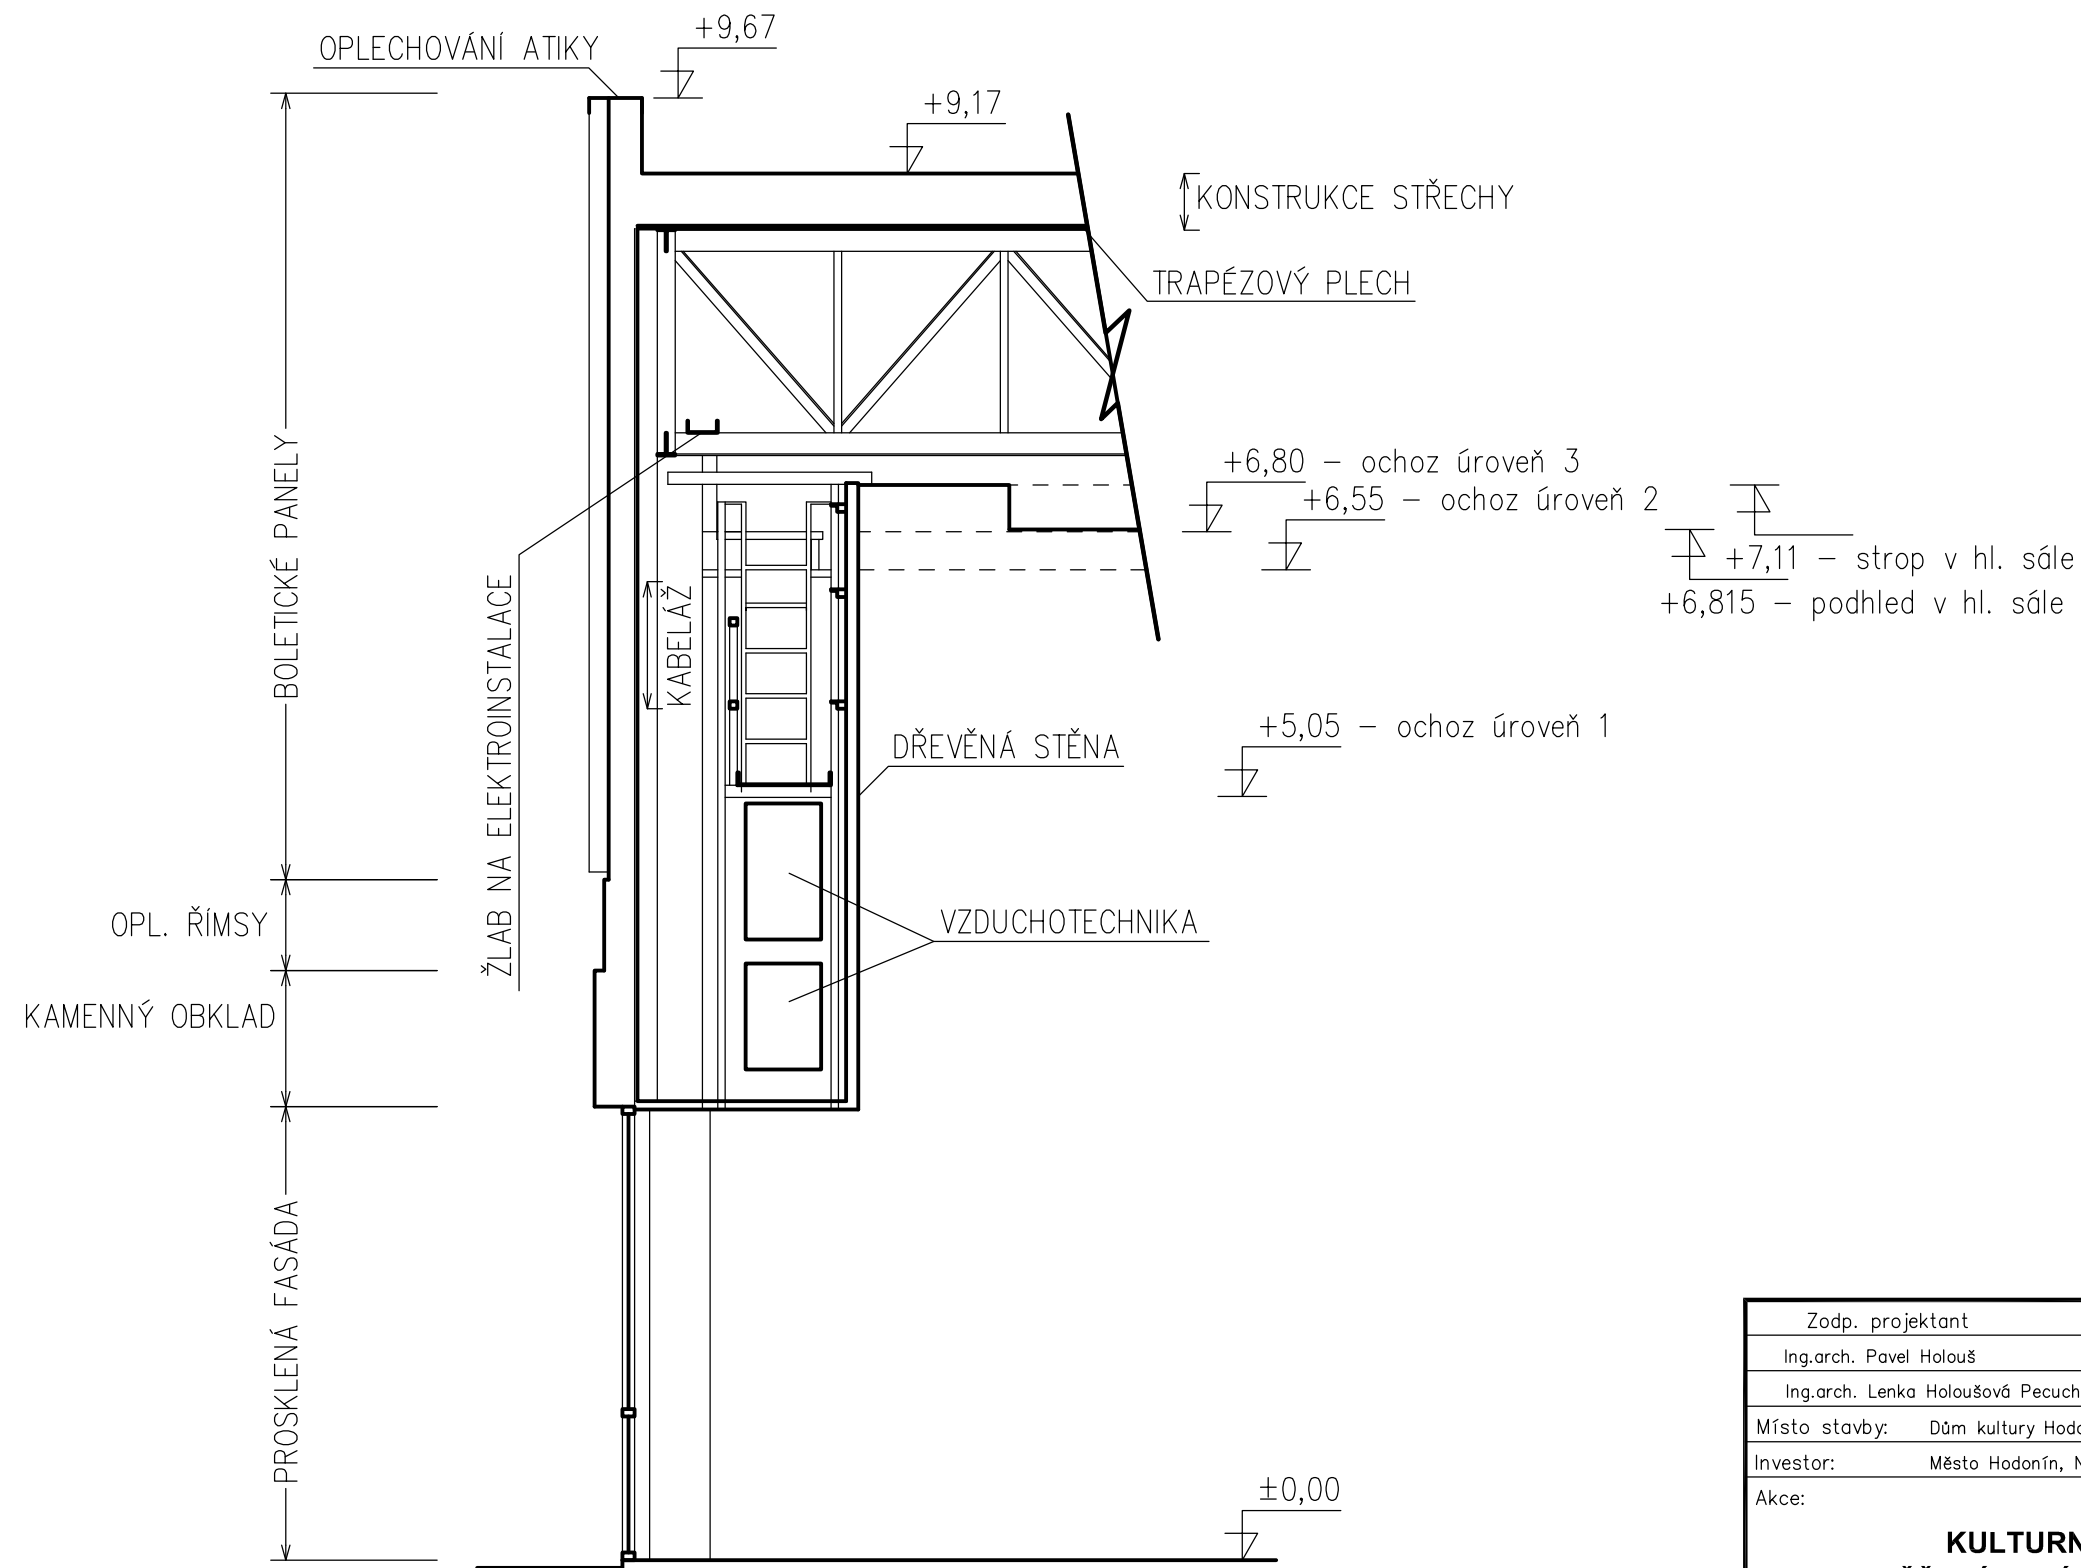 +9,67
OPLECHOVÁNÍ ATIKY
+9,17
KONSTRUKCE STŘECHY
TRAPÉZOVÝ PLECH
+6,80 – ochoz úroveň 3
+6,55 – ochoz úroveň 2
+7,11 – strop v hl. sále
+6,815 – podhled v hl. sále
BOLETICKÉ PANELY
ŽLAB NA ELEKTROINSTALACE
KABELÁŽ
+5,05 – ochoz úroveň 1
DŘEVĚNÁ STĚNA
VZDUCHOTECHNIKA
OPL. ŘÍMSY
KAMENNÝ OBKLAD
PROSKLENÁ FASÁDA
±0,00
Zodp. projektant
Ing.arch. Pavel Holouš
Ing.arch. Lenka Holoušová Pecuch
Místo stavby: Dům kultury Hodo
Investor: Město Hodonín, N
Akce:
KULTURN